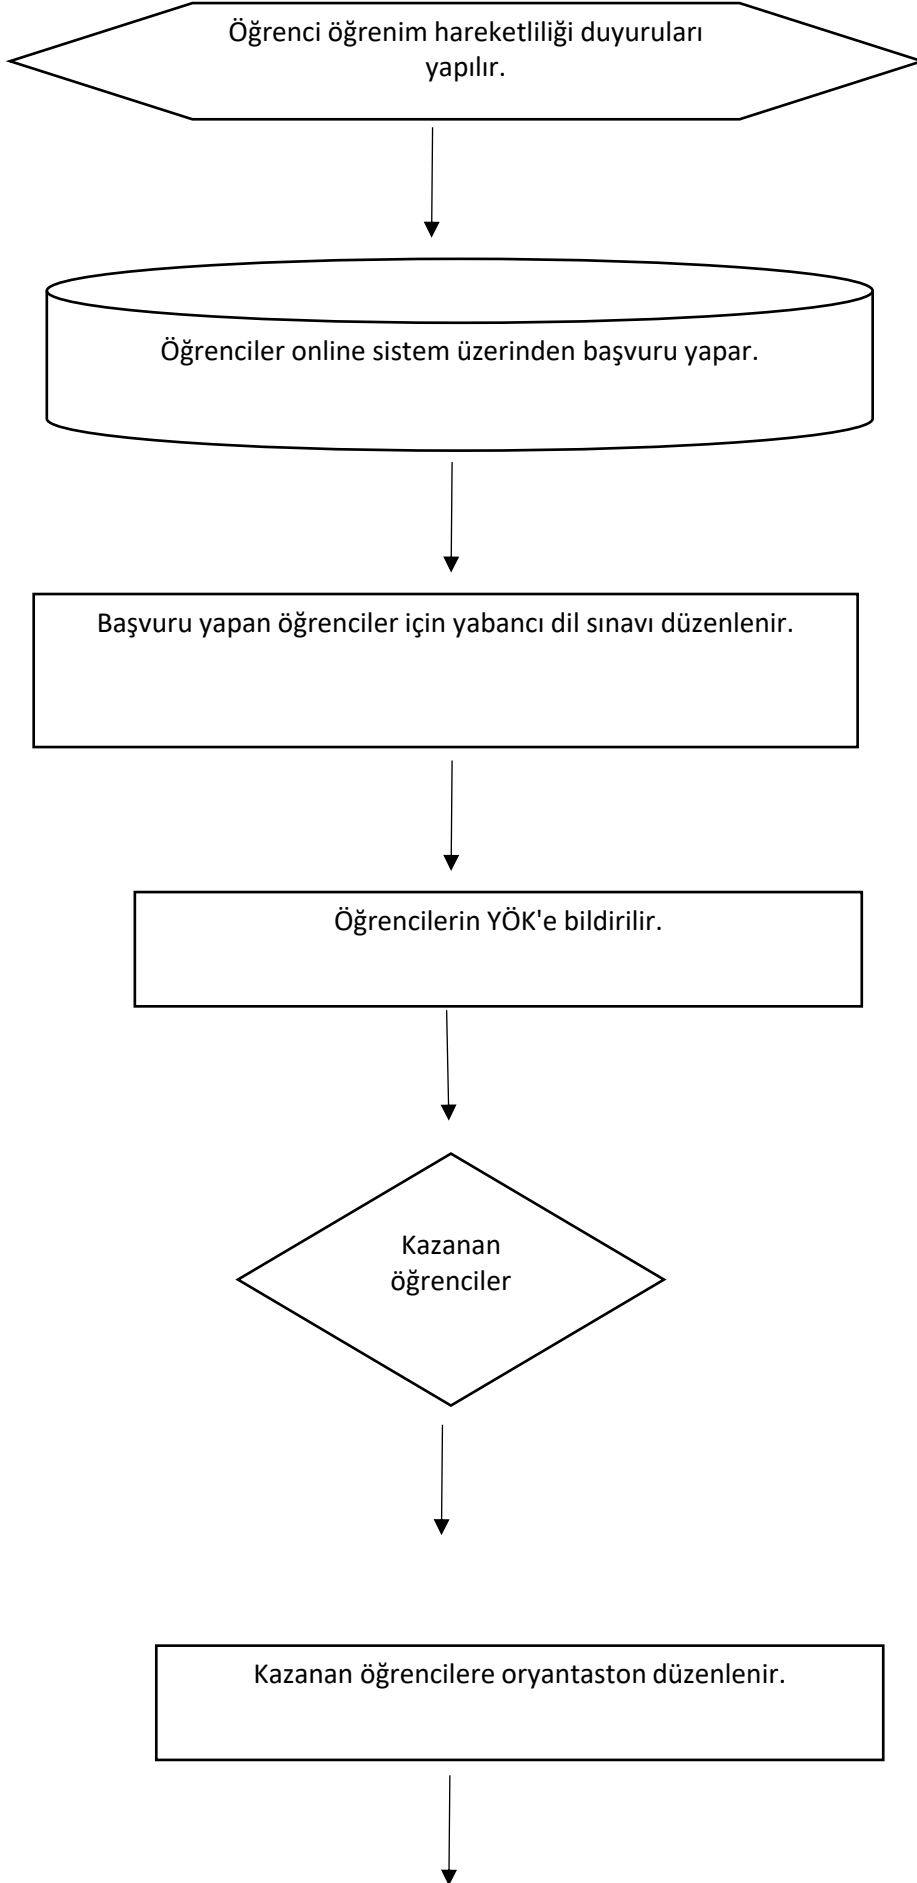 Öğrenci öğrenim hareketliliği duyuruları
yapılır.
Öğrenciler online sistem üzerinden başvuru yapar.
Başvuru yapan öğrenciler için yabancı dil sınavı düzenlenir.
Öğrencilerin YÖK'e bildirilir.
Kazanan
öğrenciler
Kazanan öğrencilere oryantaston düzenlenir.